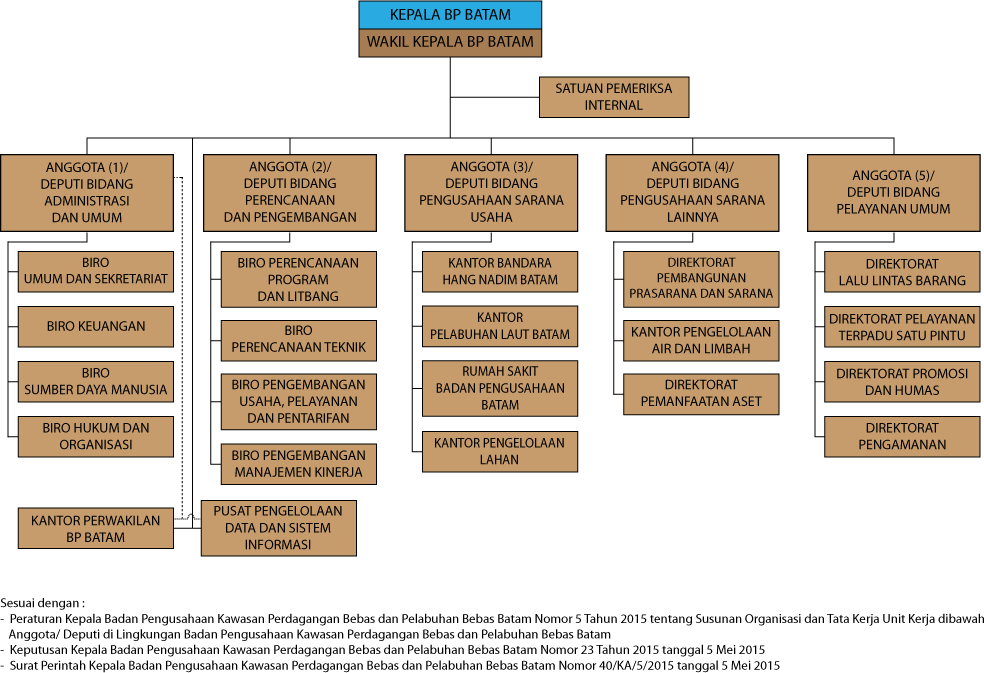 KEPALA BP BATAM
WAKIL KEPALA BP BATAM
SATUAN PEMERIKSA
INTERNAL
ANGGOTA (1)/
DEPUTI BIDANG
ADMINISTRASI
DAN UMUM
BIRO
UMUM DAN SEKRETARIAT
BIRO KEUANGAN
BIRO
SUMBER DAYA MANUSIA
BIRO HUKUM DAN
ORGANISASI
ANGGOTA (2)/
DEPUTI BIDANG
PERENCANAAN
DAN PENGEMBANGAN
BIRO PERENCANAAN
PROGRAM
DAN LITBANG
BIRO
PERENCANAAN TEKNIK
BIRO PENGEMBANGAN
USAHA, PELAYANAN
DAN PENTARIFAN
BIRO PENGEMBANGAN
MANAJEMEN KINERJA
ANGGOTA (3)/
DEPUTI BIDANG
PENGUSAHAAN SARANA
USAHA
KANTOR BANDARA
HANG NADIM BATAM
KANTOR
PELABUHAN LAUT BATAM
RUMAH SAKIT
BADAN PENGUSAHAAN
BATAM
KANTOR PENGELOLAAN
LAHAN
ANGGOTA (4)/
DEPUTI BIDANG
PENGUSAHAAN SARANA
LAINNYA
DIREKTORAT
PEMBANGUNAN
PRASARANA DAN SARANA
KANTOR PENGELOLAAN
AIR DAN LIMBAH
DIREKTORAT
PEMANFAATAN ASET
ANGGOTA (5)/
DEPUTI BIDANG
PELAYANAN UMUM
DIREKTORAT
LALU LINTAS BARANG
DIREKTORAT PELAYANAN
TERPADU SATU PINTU
DIREKTORAT PROMOSI
DAN HUMAS
DIREKTORAT
PENGAMANAN
KANTOR PERWAKILAN
BP BATAM
PUSAT PENGELOLAAN
DATA DAN SISTEM
INFORMASI
Sesuai dengan :
- Peraturan Kepala Badan Pengusahaan Kawasan Perdagangan Bebas dan Pelabuhan Bebas Batam Nomor 5 Tahun 2015 tentang Susunan Organisasi dan Tata Kerja Unit Kerja dibawah
Anggota/ Deputi di Lingkungan Badan Pengusahaan Kawasan Perdagangan Bebas dan Pelabuhan Bebas Batam
- Keputusan Kepala Badan Pengusahaan Kawasan Perdagangan Bebas dan Pelabuhan Bebas Batam Nomor 23 Tahun 2015 tanggal 5 Mei 2015
- Surat Perintah Kepala Badan Pengusahaan Kawasan Perdagangan Bebas dan Pelabuhan Bebas Batam Nomor 40/KA/5/2015 tanggal 5 Mei 2015